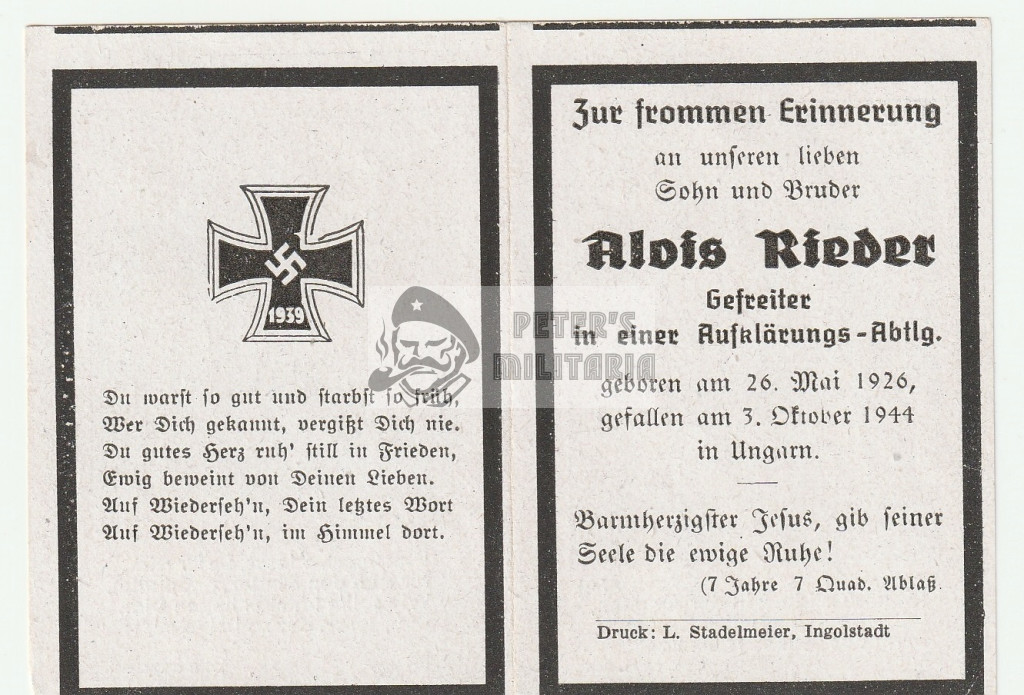 1939
Du warst so gut und starbst so früh,
Wer Dich gekannt, vergißt Dich nie.
Du gutes Herz ruh' still in Frieden,
Ewig beweint von Deinen Lieben.
Auf Wiederseh'n, Dein letztes Wort
Auf Wiederseh'n, im Himmel dort.
Zur frommen Erinnerung
an unseren lieben
Sohn und Bruder
Alois Rieder
Gefreiter
in einer Aufklärungs-Abtlg.
geboren am 26. Mai 1926,
gefallen am 3. Oktober 1944
in Ungarn.
Barmherzigster Jesus, gib seiner
Seele die ewige Ruhe!
(7 Jahre 7 Quad. Ablaß
Druck: L. Stadelmeier, Ingolstadt
PETER'S
MILITARIA